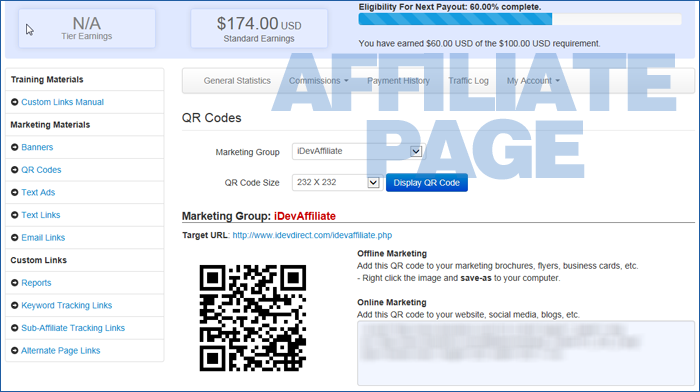 N/A
Tier Earnings
$174.00 USD
Standard Earnings
Eligibility For Next Payout: 60.00% complete.
You have earned $60.00 USD of the $100.00 USD requirement.
Training Materials
Custom Links Manual
Marketing Materials
Banners
QR Codes
Text Ads
Text Links
Email Links
Custom Links
Reports
Keyword Tracking Links
Sub-Affiliate Tracking Links
Alternate Page Links
General Statistics Commissions Payment History Traffic Log My Account
AFFILIATE
PAGE
QR Codes
Marketing Group iDevAffiliate
QR Code Size 232 X 232 Display QR Code
Marketing Group: iDevAffiliate
Target URL: http://www.idevdirect.com/idevaffiliate.php
Offline Marketing
Add this QR code to your marketing brochures, flyers, business cards, etc.
- Right click the image and save-as to your computer.
Online Marketing
Add this QR code to your website, social media, blogs, etc.